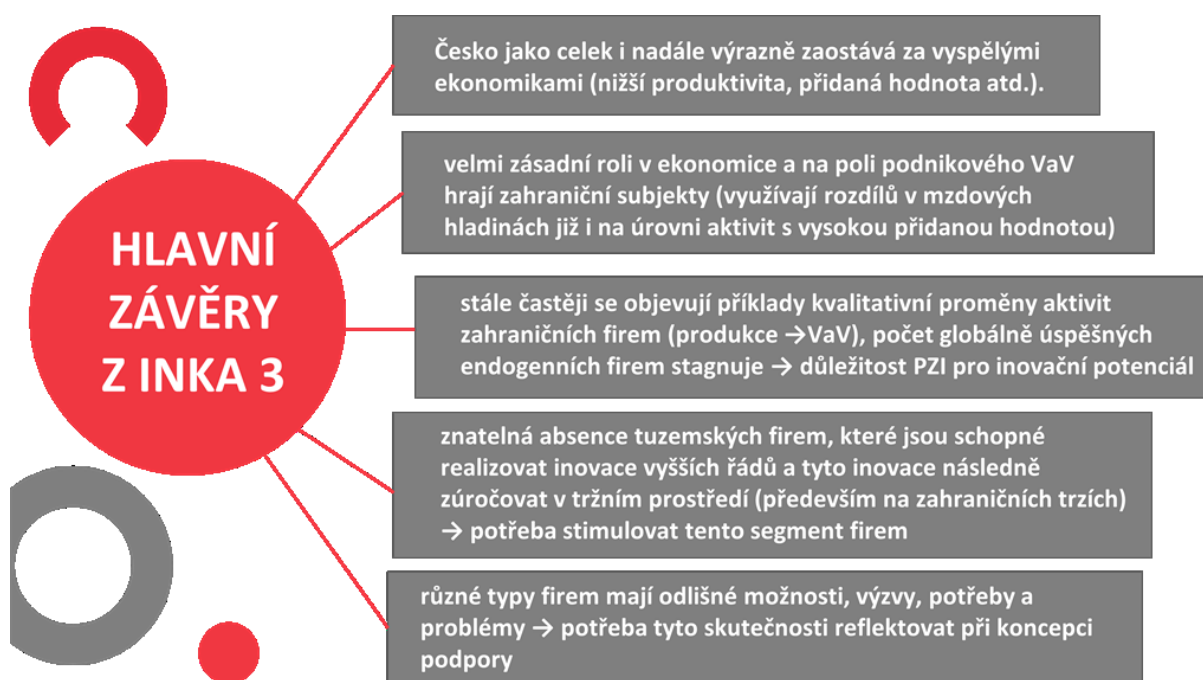 HLAVNÍ
ZÁVĚRY
Z INKA 3
Česko jako celek i nadále výrazně zaostává za vyspělými
ekonomikami (nižší produktivita, přidaná hodnota atd.).
velmi zásadní roli v ekonomice a na poli podnikového VaV
hrají zahraniční subjekty (využívají rozdílů v mzdových
hladinách již i na úrovni aktivit s vysokou přidanou hodnotou)
stále častěji se objevují příklady kvalitativní proměny aktivit
zahraničních firem (produkce →VaV), počet globálně úspěšných
endogenních firem stagnuje → důležitost PZI pro inovační potenciál
znatelná absence tuzemských firem, které jsou schopné
realizovat inovace vyšších řádů a tyto inovace následně
zúročovat v tržním prostředí (především na zahraničních trzích)
→ potřeba stimulovat tento segment firem
různé typy firem mají odlišné možnosti, výzvy, potřeby a
problémy → potřeba tyto skutečnosti reflektovat při koncepci
podpory